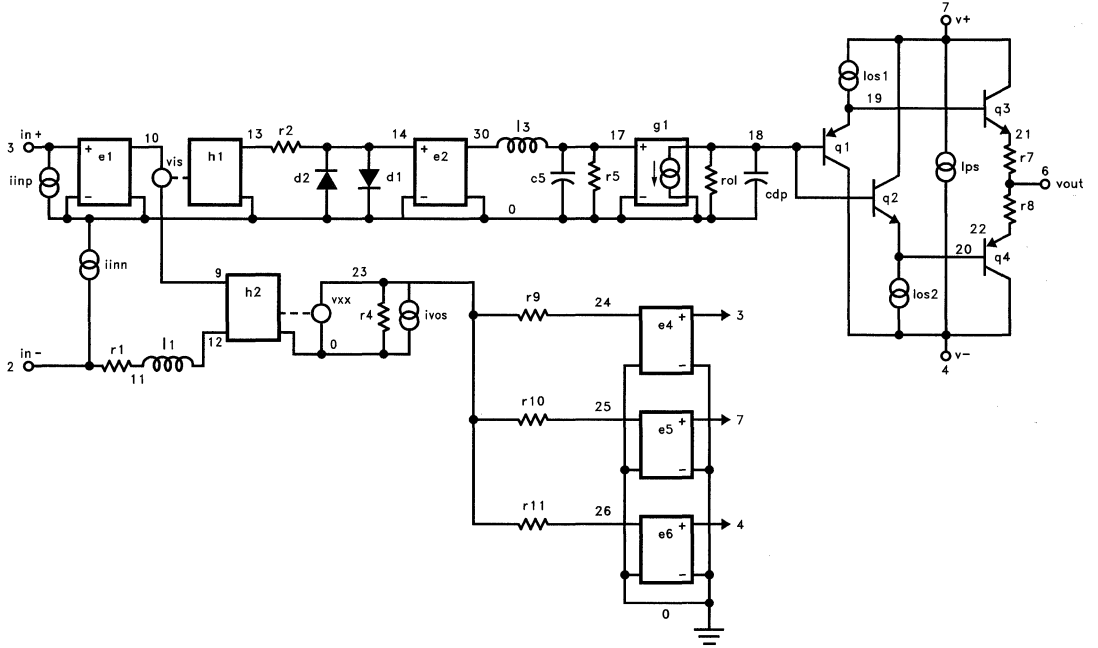 7 v+
Ios1
19
q3
in+
3
10
13 r2
14
30 l3
17
g1
18
q1
21
e1
vis
h1
e2
r7
iinp
d2
d1
c5
r5
rol
cdp
q2
Ips
6
vout
0
r8
22
20
q4
iinn
9
h2
23
vxx
r4
ivos
Ios2
r9
24
e4
3
in-
2
r1
l1
12
0
11
v-
4
r10
25
e5
7
r11
26
e6
4
0